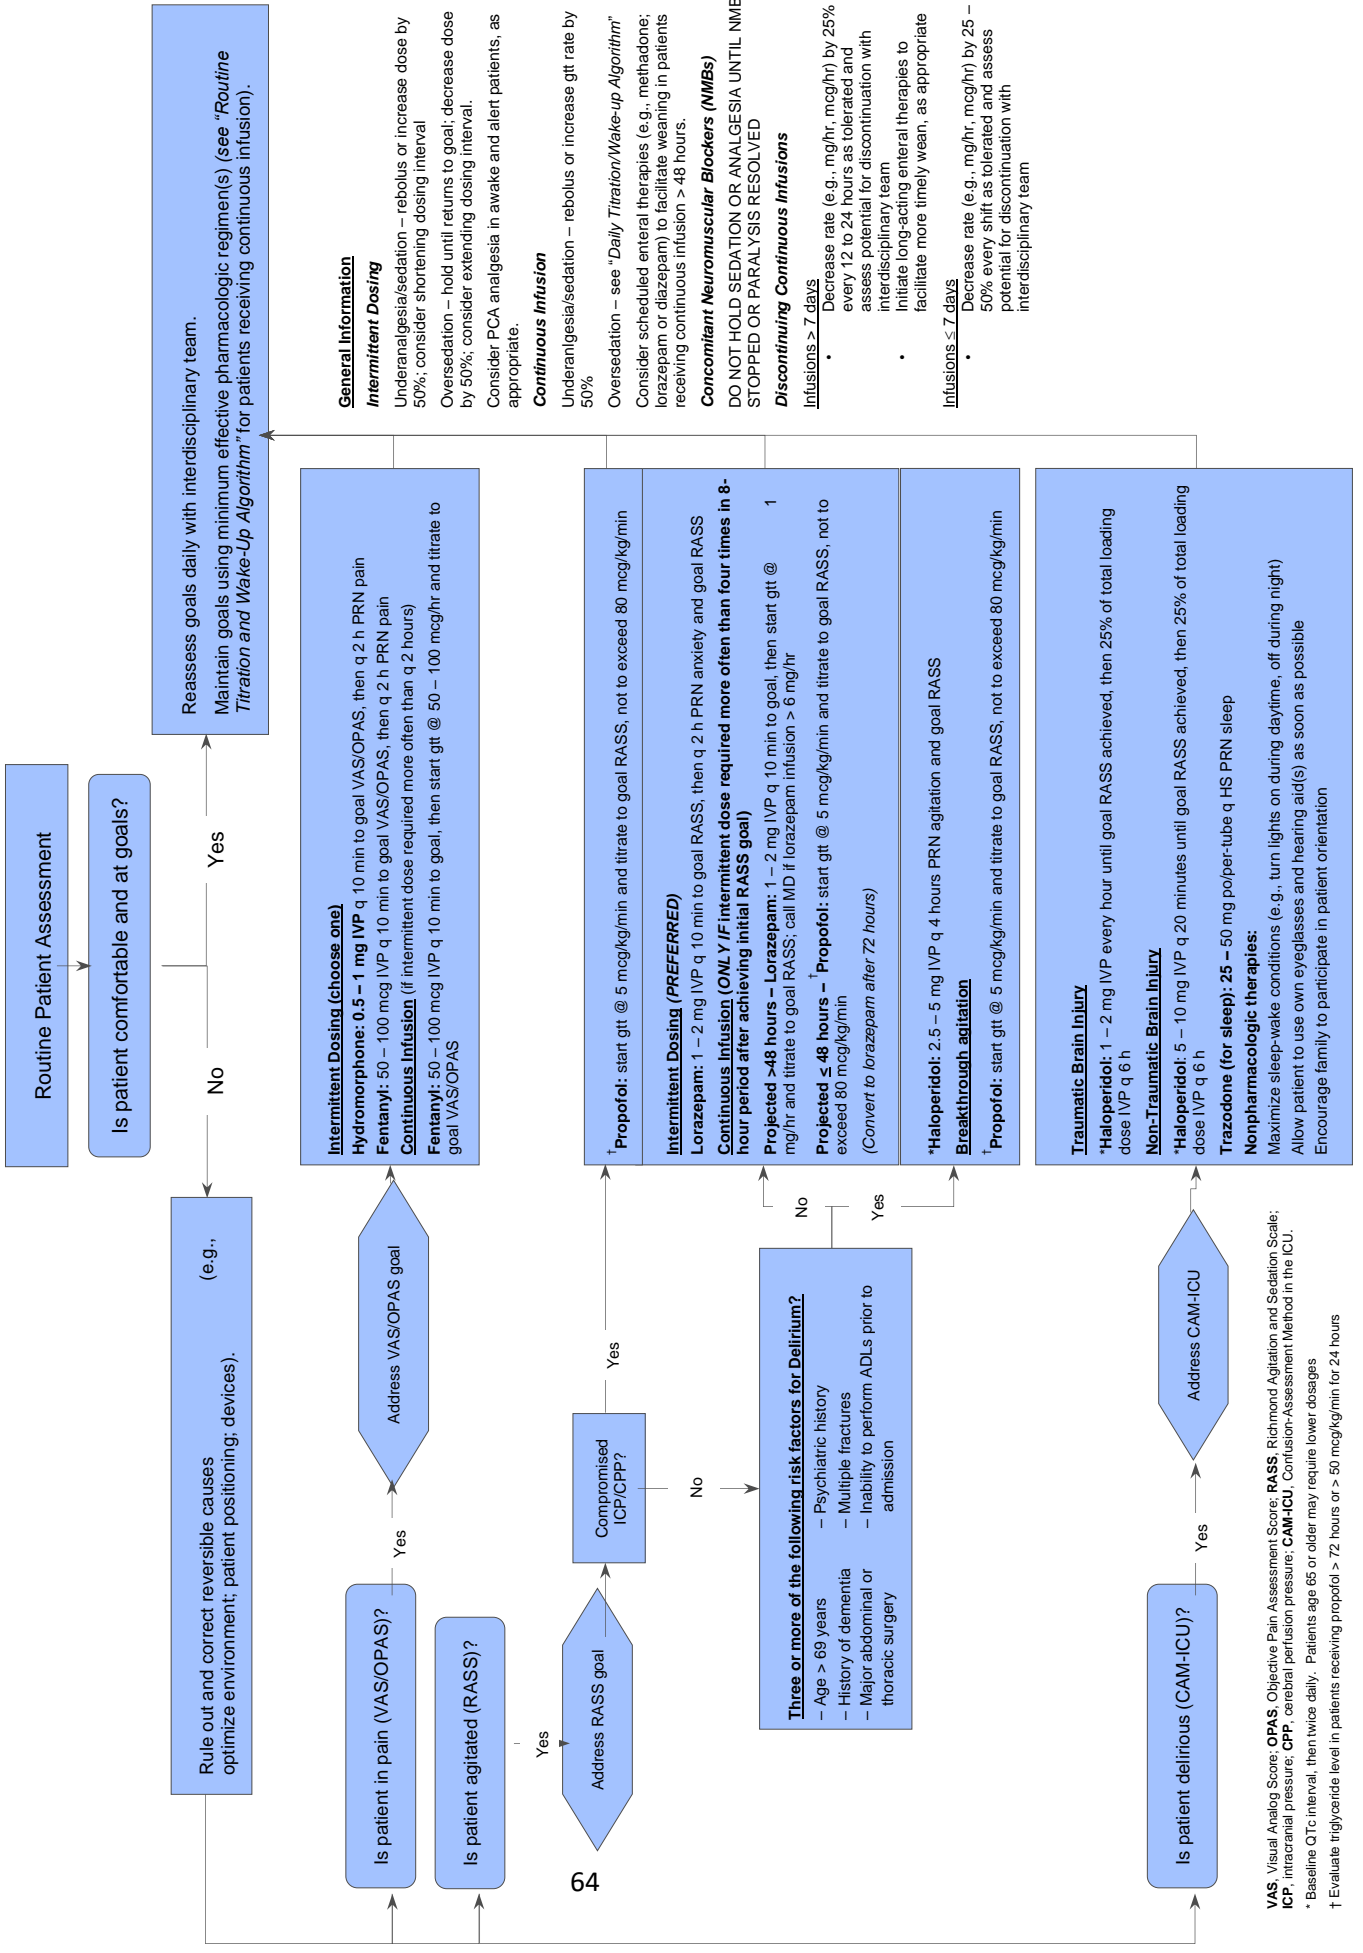 Routine Patient Assessment
Is patient comfortable and at goals?
No
Yes
Rule out and correct reversible causes (e.g.,
optimize environment; patient positioning; devices).
Reassess goals daily with interdisciplinary team.
Maintain goals using minimum effective pharmacologic regimen(s) (see “Routine
Titration and Wake-Up Algorithm” for patients receiving continuous infusion).
Is patient in pain (VAS/OPAS)?
Yes
Address VAS/OPAS goal
Intermittent Dosing (choose one)
Hydromorphone: 0.5 – 1 mg IVP q 10 min to goal VAS/OPAS, then q 2 h PRN pain
Fentanyl: 50 – 100 mcg IVP q 10 min to goal VAS/OPAS, then q 2 h PRN pain
Continuous Infusion (if intermittent dose required more often than q 2 hours)
Fentanyl: 50 – 100 mcg IVP q 10 min to goal, then start gtt @ 50 – 100 mcg/hr and titrate to
goal VAS/OPAS
Is patient agitated (RASS)?
Yes
Address RASS goal
Compromised
ICP/CPP?
Yes
†Propofol: start gtt @ 5 mcg/kg/min and titrate to goal RASS, not to exceed 80 mcg/kg/min
No
Three or more of the following risk factors for Delirium?
– Age > 69 years
– History of dementia
– Major abdominal or
thoracic surgery
– Psychiatric history
– Multiple fractures
– Inability to perform ADLs prior to
admission
No
Yes
Intermittent Dosing (PREFERRED)
Lorazepam: 1 – 2 mg IVP q 10 min to goal RASS, then q 2 h PRN anxiety and goal RASS
Continuous Infusion (ONLY IF intermittent dose required more often than four times in 8-
hour period after achieving initial RASS goal)
Projected >48 hours – Lorazepam: 1 – 2 mg IVP q 10 min to goal, then start gtt @ 1
mg/hr and titrate to goal RASS; call MD if lorazepam infusion > 6 mg/hr
Projected ≤ 48 hours – †Propofol: start gtt @ 5 mcg/kg/min and titrate to goal RASS, not to
exceed 80 mcg/kg/min
(Convert to lorazepam after 72 hours)
*Haloperidol: 2.5 – 5 mg IVP q 4 hours PRN agitation and goal RASS
Breakthrough agitation
†Propofol: start gtt @ 5 mcg/kg/min and titrate to goal RASS, not to exceed 80 mcg/kg/min
Is patient delirious (CAM-ICU)?
Yes
Address CAM-ICU
Traumatic Brain Injury
*Haloperidol: 1 – 2 mg IVP every hour until goal RASS achieved, then 25% of total loading
dose IVP q 6 h
Non-Traumatic Brain Injury
*Haloperidol: 5 – 10 mg IVP q 20 minutes until goal RASS achieved, then 25% of total loading
dose IVP q 6 h
Trazodone (for sleep): 25 – 50 mg po/per-tube q HS PRN sleep
Nonpharmacologic therapies:
Maximize sleep-wake conditions (e.g., turn lights on during daytime, off during night)
Allow patient to use own eyeglasses and hearing aid(s) as soon as possible
Encourage family to participate in patient orientation
General Information
Intermittent Dosing
Underanalgesia/sedation – rebolus or increase dose by
50%; consider shortening dosing interval
Oversedation – hold until returns to goal; decrease dose
by 50%; consider extending dosing interval.
Consider PCA analgesia in awake and alert patients, as
appropriate.
Continuous Infusion
Underanlgesia/sedation – rebolus or increase gtt rate by
50%
Oversedation – see “Daily Titration/Wake-up Algorithm”
Consider scheduled enteral therapies (e.g., methadone;
lorazepam or diazepam) to facilitate weaning in patients
receiving continuous infusion > 48 hours.
Concomitant Neuromuscular Blockers (NMBs)
DO NOT HOLD SEDATION OR ANALGESIA UNTIL NMB
STOPPED OR PARALYSIS RESOLVED
Discontinuing Continuous Infusions
Infusions > 7 days
• Decrease rate (e.g., mg/hr, mcg/hr) by 25%
every 12 to 24 hours as tolerated and
assess potential for discontinuation with
interdisciplinary team
• Initiate long-acting enteral therapies to
facilitate more timely wean, as appropriate
Infusions ≤ 7 days
• Decrease rate (e.g., mg/hr, mcg/hr) by 25 –
50% every shift as tolerated and assess
potential for discontinuation with
interdisciplinary team
VAS, Visual Analog Score; OPAS, Objective Pain Assessment Score; RASS, Richmond Agitation and Sedation Scale;
ICP, intracranial pressure; CPP, cerebral perfusion pressure; CAM-ICU, Confusion-Assessment Method in the ICU.
* Baseline QTc interval, then twice daily. Patients age 65 or older may require lower dosages
† Evaluate triglyceride level in patients receiving propofol > 72 hours or > 50 mcg/kg/min for 24 hours
64